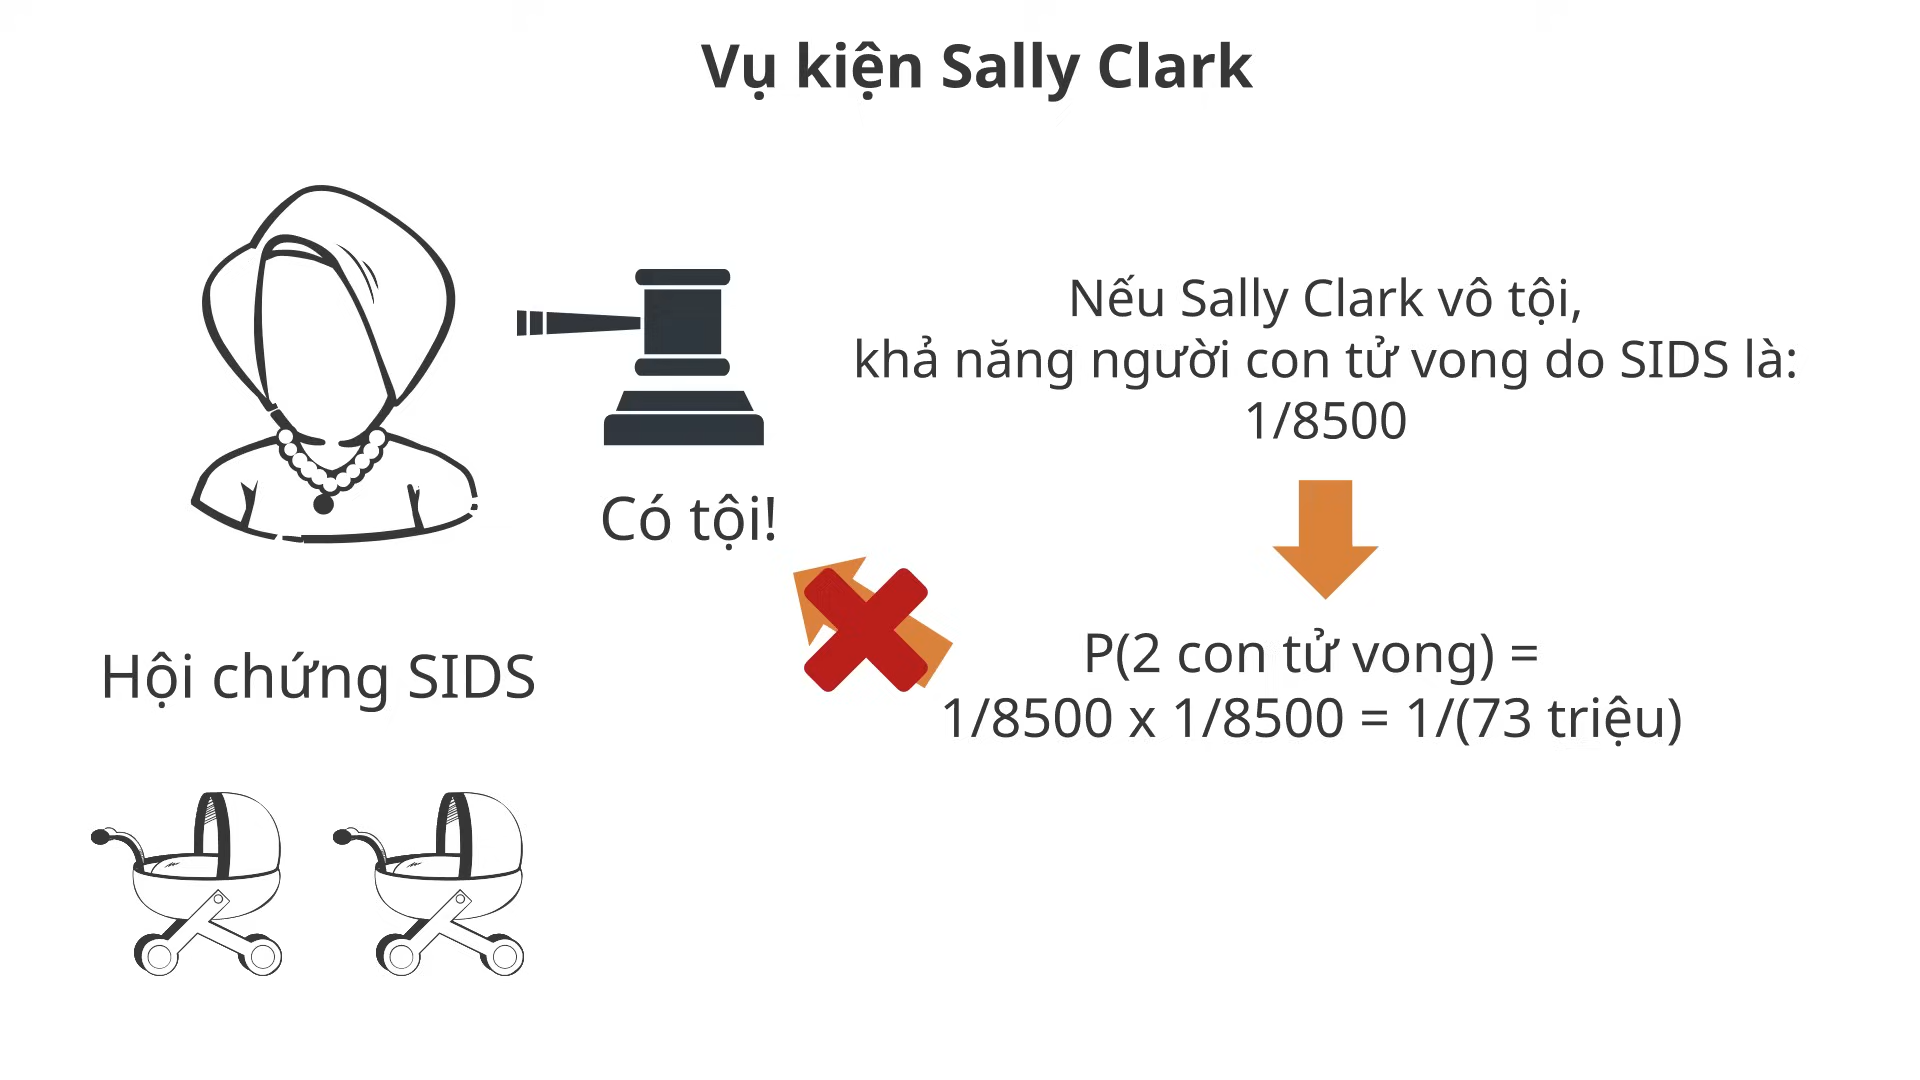 Vụ kiện Sally Clark
Có tội!
Hội chứng SIDS
Nếu Sally Clark vô tội,
khả năng người con tử vong do SIDS là:
1/8500
P(2 con tử vong) =
1/8500 x 1/8500 = 1/(73 triệu)